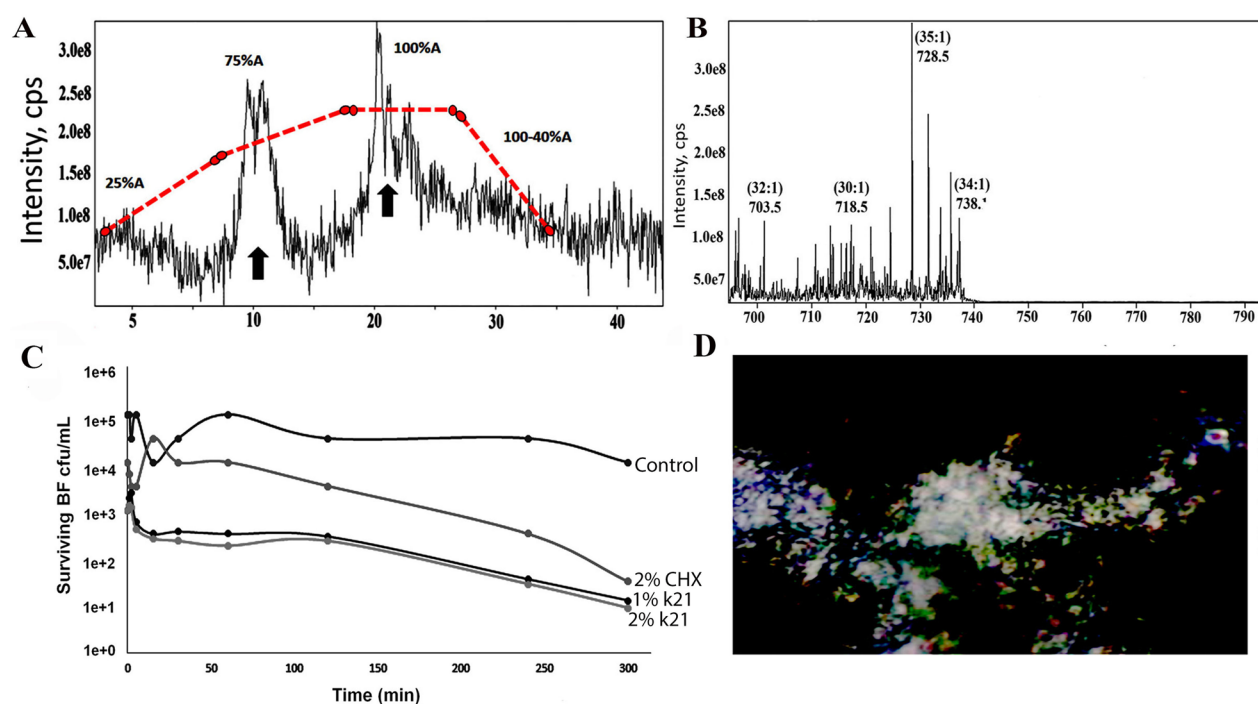 A
Intensity, cps
3.0e8
2.5e8
2.0e8
1.5e8
1.0e8
5.0e7
25%A
75%A
100%A
100-40%A
5
10
20
30
40
B
Intensity, cps
3.0e8
2.5e8
2.0e8
1.5e8
1.0e8
5.0e7
(32:1)
703.5
(30:1)
718.5
(35:1)
728.5
(34:1)
738.
700
710
720
730
740
750
760
770
780
790
C
Surviving BF cfu/mL
1e+6
1e+5
1e+4
1e+3
1e+2
1e+1
1e+0
Control
2% CHX
1% k21
2% k21
0
50
100
150
200
250
300
Time (min)
D